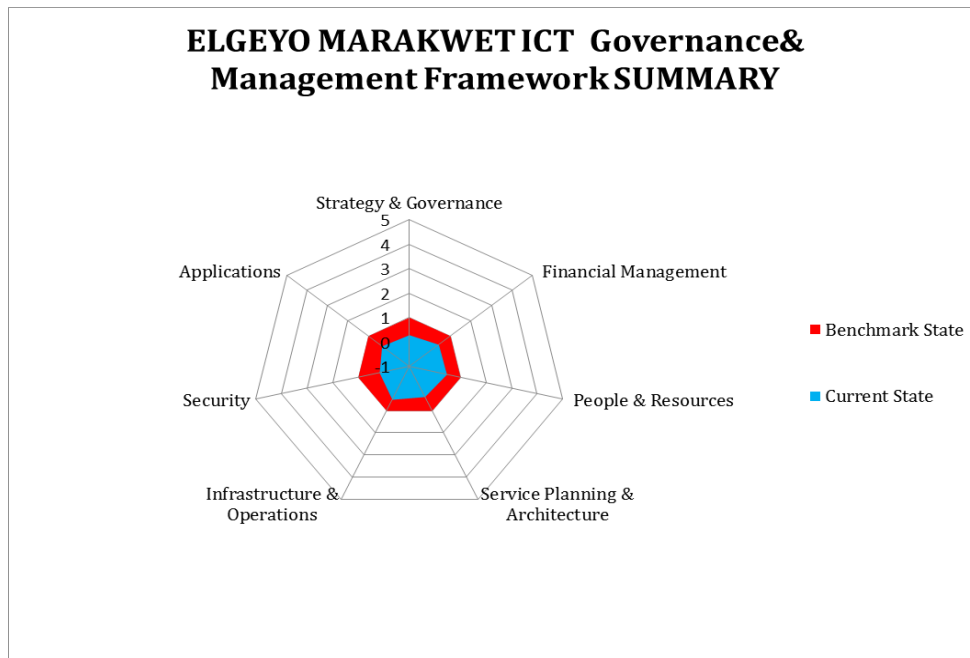 ELGEYO MARAKWET ICT Governance&
Management Framework SUMMARY
Strategy & Governance
5
4
3
2
1
0
-1
Financial Management
People & Resources
Service Planning &
Architecture
Infrastructure &
Operations
Security
Applications
Benchmark State
Current State